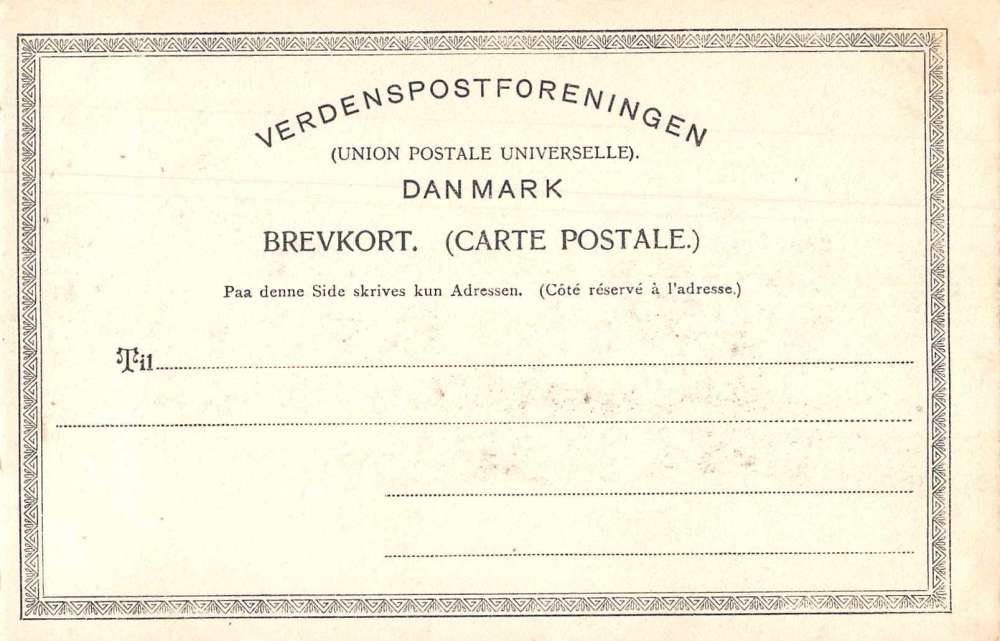 VERDENSPOSTFORENINGEN
(UNION POSTALE UNIVERSELLE).
DANMARK
BREVKORT. (CARTE POSTALE.)
Paa denne Side skrives kun Adressen. (Côté réservé à l'adresse.)
Til